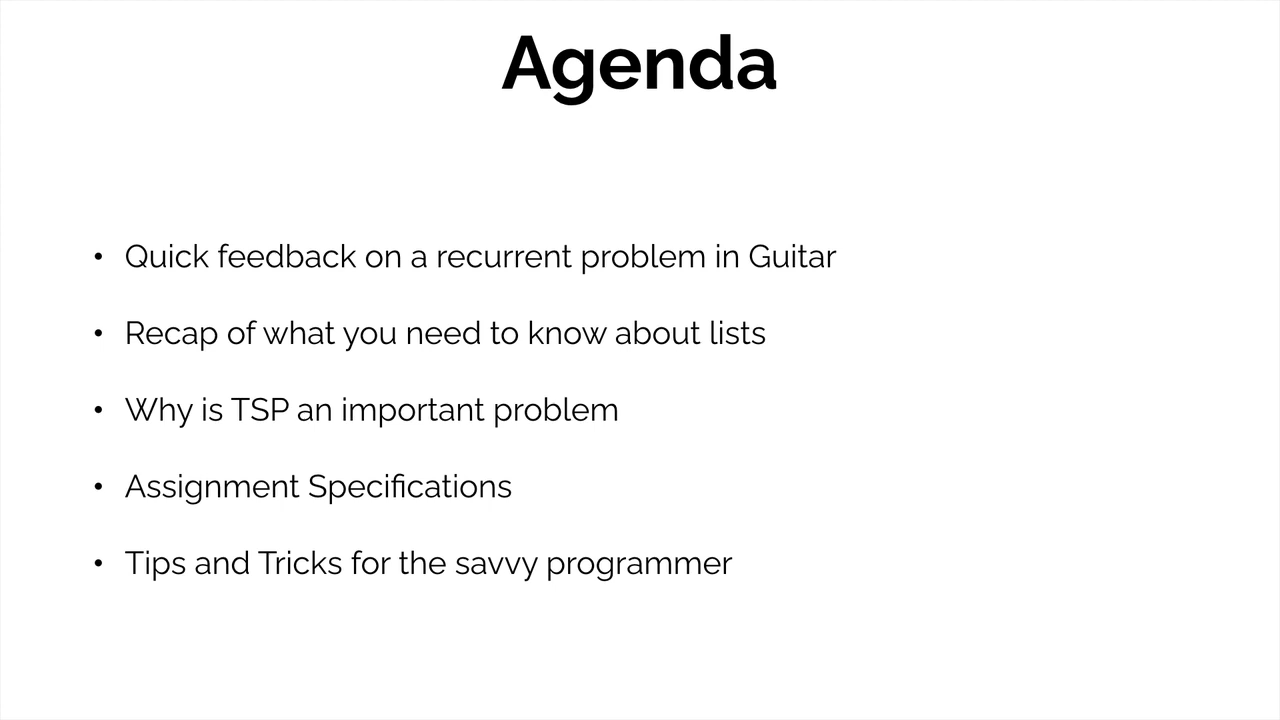 Agenda
• Quick feedback on a recurrent problem in Guitar
• Recap of what you need to know about lists
• Why is TSP an important problem
• Assignment Specifications
• Tips and Tricks for the savvy programmer